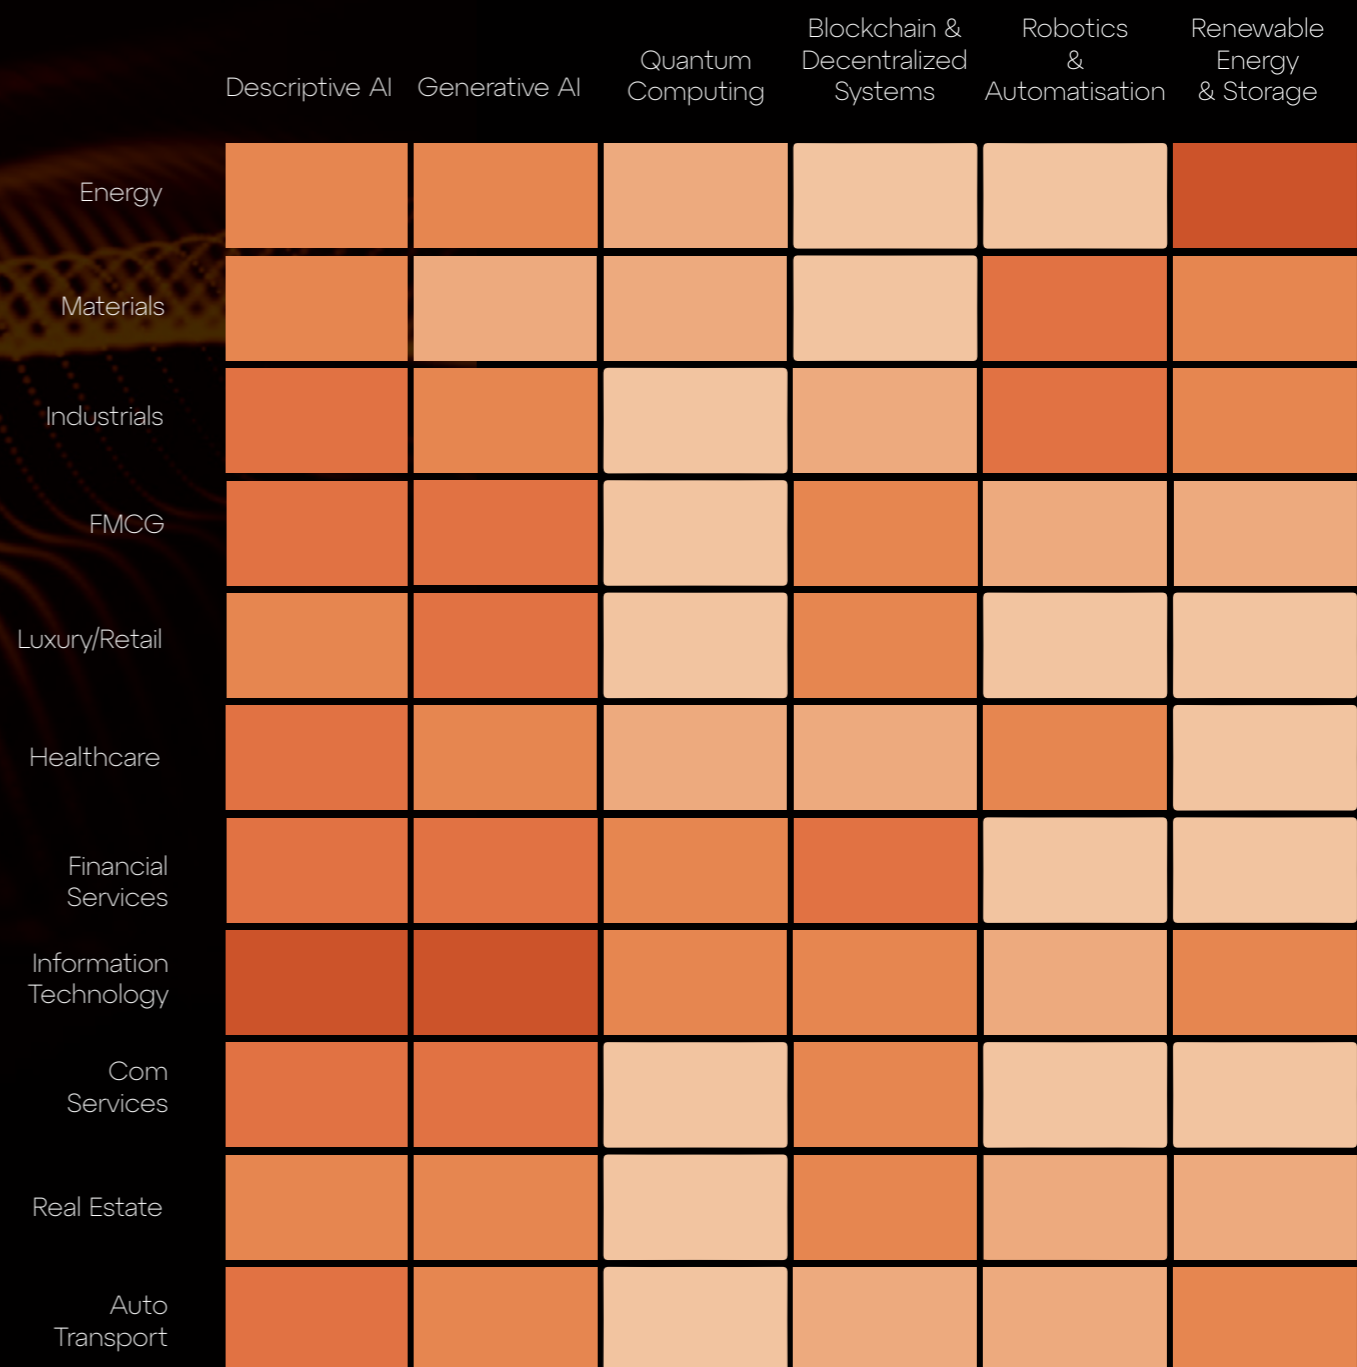 Descriptive AI
Generative AI
Quantum
Computing
Blockchain &
Decentralized
Systems
Robotics
&
Automatisation
Renewable
Energy
& Storage
Energy
Materials
Industrials
FMCG
Luxury/Retail
Healthcare
Financial
Services
Information
Technology
Com
Services
Real Estate
Auto
Transport